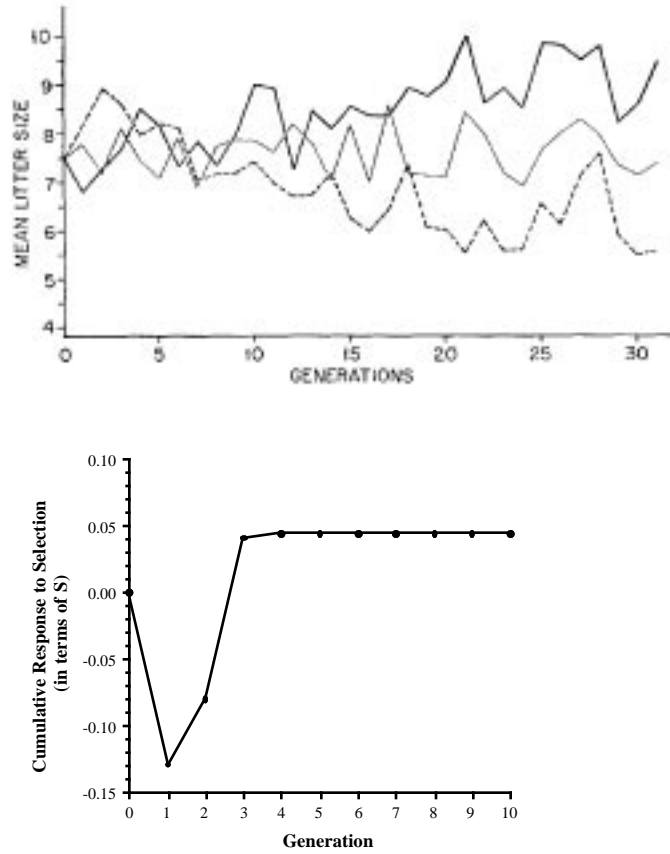 10
9
8
7
6
5
4
MEAN LITTER SIZE
0 5 10 15 20 25 30
GENERATIONS
0.10
0.05
0.00
-0.05
-0.10
-0.15
Cumulative Response to Selection
(in terms of S)
0 1 2 3 4 5 6 7 8 9 10
Generation